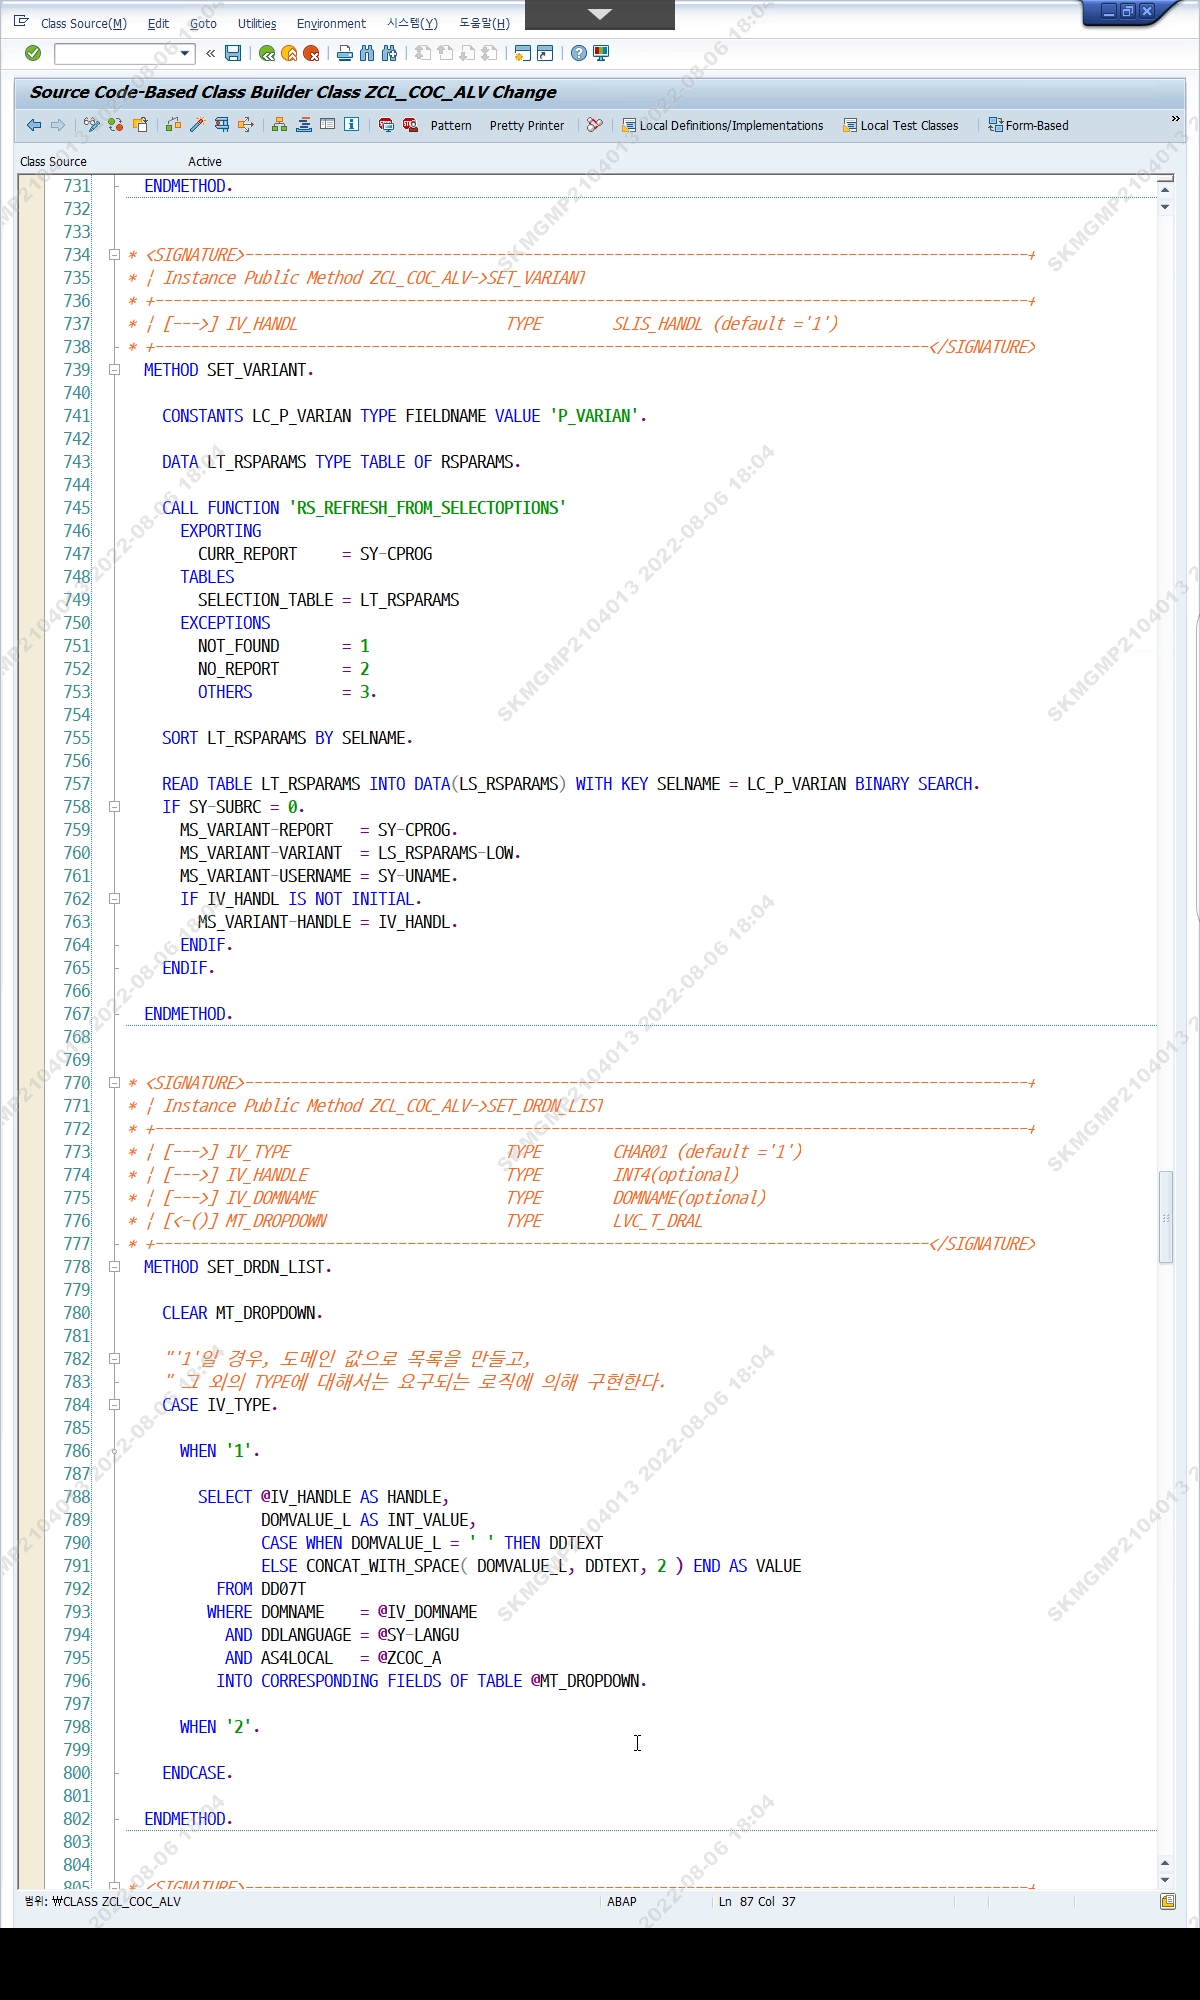 Class Source(M) Edit Goto Utilities Environment 시스템(Y) 도움말(H)
Source Code-Based Class Builder Class ZCL_COC_ALV Change
Pattern Pretty Printer Local Definitions/Implementations Local Test Classes Form-Based »
Class Source Active
731 ENDMETHOD.
732
733
734 * <SIGNATURE>---------------------------------------------------------------------------------------+
735 * ¦ Instance Public Method ZCL_COC_ALV->SET_VARIANT
736 * +-------------------------------------------------------------------------------------------------+
737 * ¦ [--->] IV_HANDL TYPE SLIS_HANDL (default ='1')
738 * +--------------------------------------------------------------------------------------</SIGNATURE>
739 METHOD SET_VARIANT.
740
741 CONSTANTS LC_P_VARIAN TYPE FIELDNAME VALUE 'P_VARIAN'.
742
743 DATA LT_RSPARAMS TYPE TABLE OF RSPARAMS.
744
745 CALL FUNCTION 'RS_REFRESH_FROM_SELECTOPTIONS'
746 EXPORTING
747 CURR_REPORT = SY-CPROG
748 TABLES
749 SELECTION_TABLE = LT_RSPARAMS
750 EXCEPTIONS
751 NOT_FOUND = 1
752 NO_REPORT = 2
753 OTHERS = 3.
754
755 SORT LT_RSPARAMS BY SELNAME.
756
757 READ TABLE LT_RSPARAMS INTO DATA(LS_RSPARAMS) WITH KEY SELNAME = LC_P_VARIAN BINARY SEARCH.
758 IF SY-SUBRC = 0.
759 MS_VARIANT-REPORT = SY-CPROG.
760 MS_VARIANT-VARIANT = LS_RSPARAMS-LOW.
761 MS_VARIANT-USERNAME = SY-UNAME.
762 IF IV_HANDL IS NOT INITIAL.
763 MS_VARIANT-HANDLE = IV_HANDL.
764 ENDIF.
765 ENDIF.
766
767 ENDMETHOD.
768
769
770 * <SIGNATURE>---------------------------------------------------------------------------------------+
771 * ¦ Instance Public Method ZCL_COC_ALV->SET_DRDN_LIST
772 * +-------------------------------------------------------------------------------------------------+
773 * ¦ [--->] IV_TYPE TYPE CHAR01 (default ='1')
774 * ¦ [--->] IV_HANDLE TYPE INT4(optional)
775 * ¦ [--->] IV_DOMNAME TYPE DOMNAME(optional)
776 * ¦ [<-()] MT_DROPDOWN TYPE LVC_T_DRAL
777 * +--------------------------------------------------------------------------------------</SIGNATURE>
778 METHOD SET_DRDN_LIST.
779
780 CLEAR MT_DROPDOWN.
781
782 "'1'일 경우, 도메인 값으로 목록을 만들고,
783 " 그 외의 TYPE에 대해서는 요구되는 로직에 의해 구현한다.
784 CASE IV_TYPE.
785
786 WHEN '1'.
787
788 SELECT @IV_HANDLE AS HANDLE,
789 DOMVALUE_L AS INT_VALUE,
790 CASE WHEN DOMVALUE_L = ' ' THEN DDTEXT
791 ELSE CONCAT_WITH_SPACE( DOMVALUE_L, DDTEXT, 2 ) END AS VALUE
792 FROM DD07T
793 WHERE DOMNAME = @IV_DOMNAME
794 AND DDLANGUAGE = @SY-LANGU
795 AND AS4LOCAL = @ZCOC_A
796 INTO CORRESPONDING FIELDS OF TABLE @MT_DROPDOWN.
797
798 WHEN '2'.
799
800 ENDCASE.
801
802 ENDMETHOD.
803
804
805 * <SIGNATURE>---------------------------------------------------------------------------------------+
범위: ₩CLASS ZCL_COC_ALV ABAP Ln 87 Col 37
SKMGMP2104013 2022-08-06 18:04